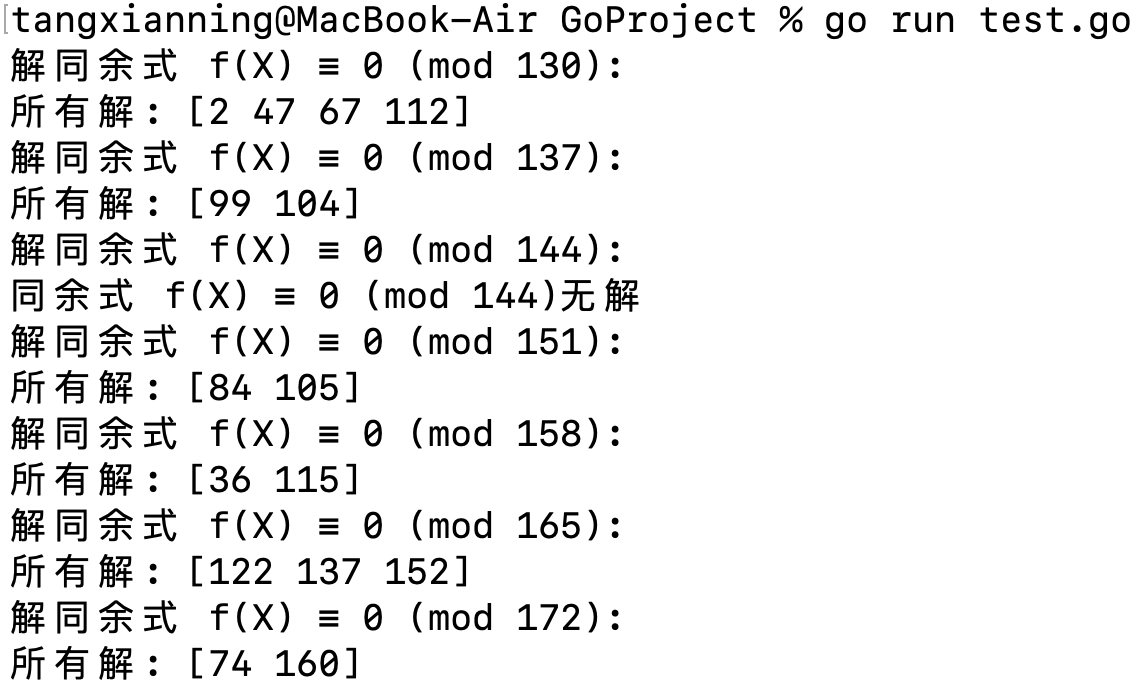 [tangxianning@MacBook-Air GoProject % go run test.go
解同余式 f(X) ≡ 0 (mod 130):
所有解: [2 47 67 112]
解同余式 f(X) ≡ 0 (mod 137):
所有解: [99 104]
解同余式 f(X) ≡ 0 (mod 144):
同余式 f(X) ≡ 0 (mod 144)无解
解同余式 f(X) ≡ 0 (mod 151):
所有解: [84 105]
解同余式 f(X) ≡ 0 (mod 158):
所有解: [36 115]
解同余式 f(X) ≡ 0 (mod 165):
所有解: [122 137 152]
解同余式 f(X) ≡ 0 (mod 172):
所有解: [74 160]